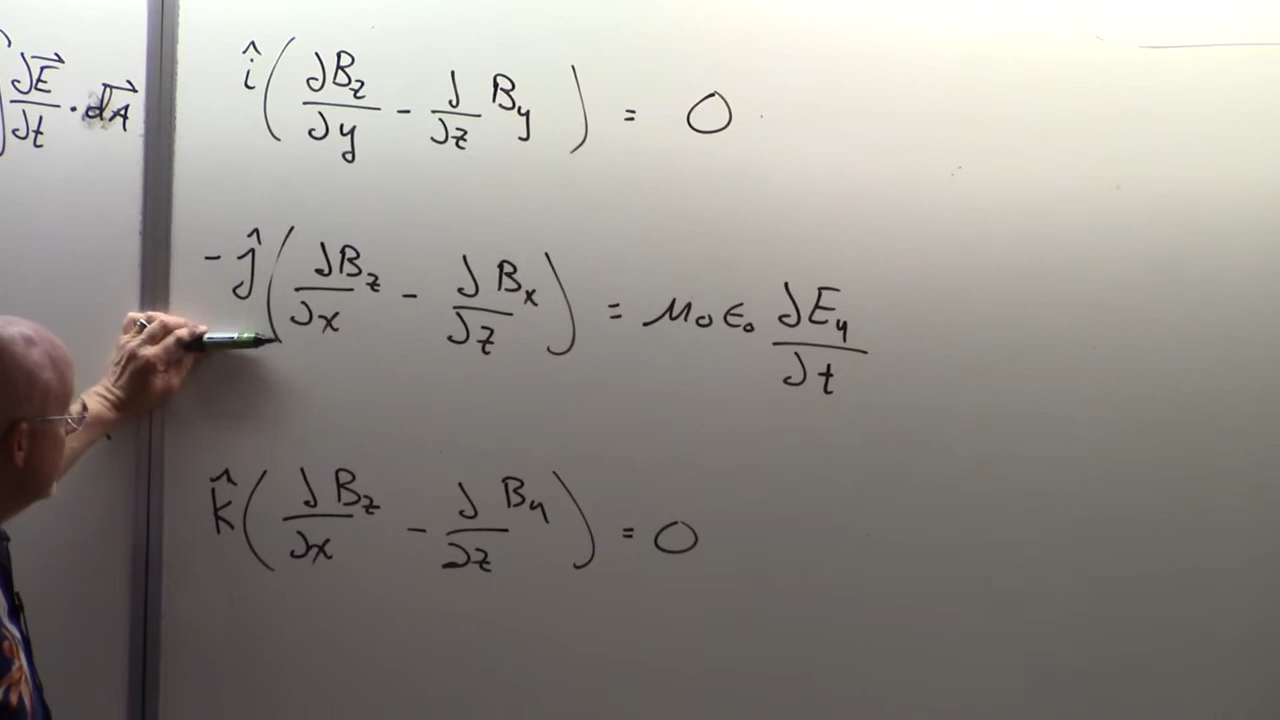 ∂E⃗/∂t · dA⃗
î ( ∂B_z/∂y − ∂/∂z B_y ) = 0
−ĵ ( ∂B_z/∂x − ∂B_x/∂z ) = μ₀ε₀ ∂E_y/∂t
k̂ ( ∂B_z/∂x − ∂/∂z B_y ) = 0